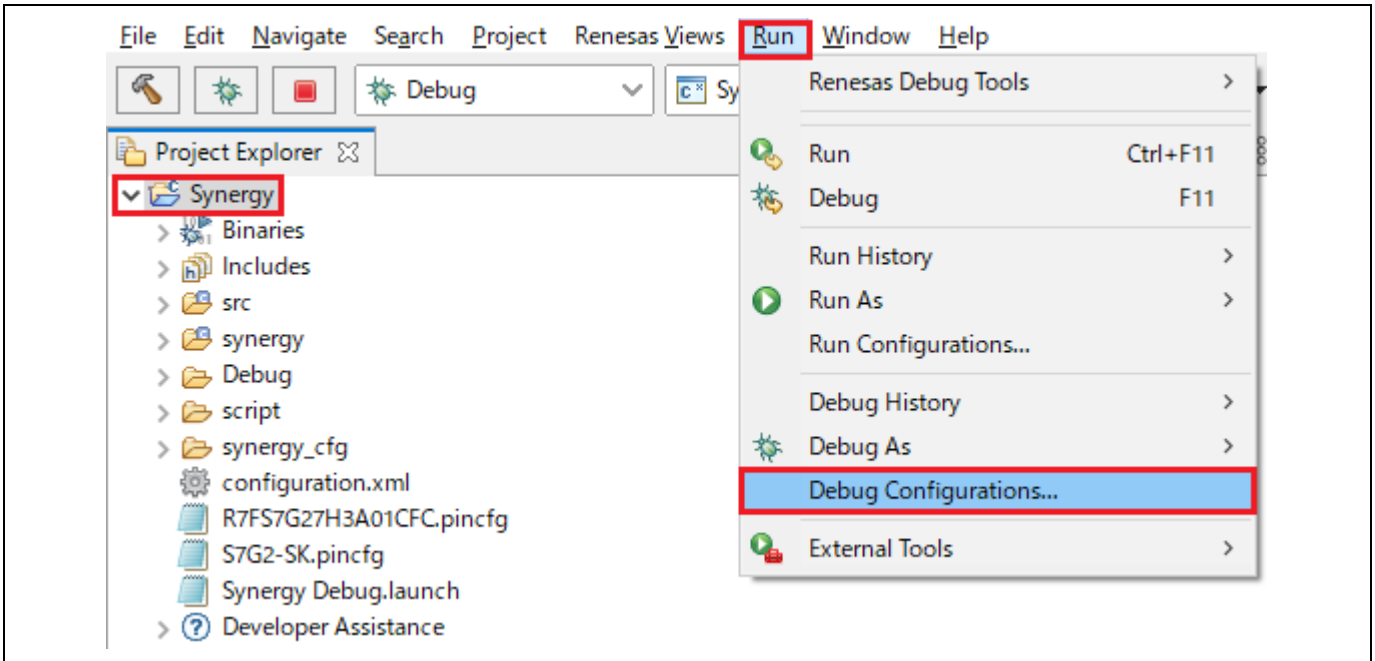 File Edit Navigate Search Project Renesas Views Run Window Help
Debug
Sy
Project Explorer
Synergy
Binaries
Includes
src
synergy
Debug
script
synergy_cfg
configuration.xml
R7FS7G27H3A01CFC.pincfg
S7G2-SK.pincfg
Synergy Debug.launch
Developer Assistance
Renesas Debug Tools
Run Ctrl+F11
Debug F11
Run History
Run As
Run Configurations...
Debug History
Debug As
Debug Configurations...
External Tools